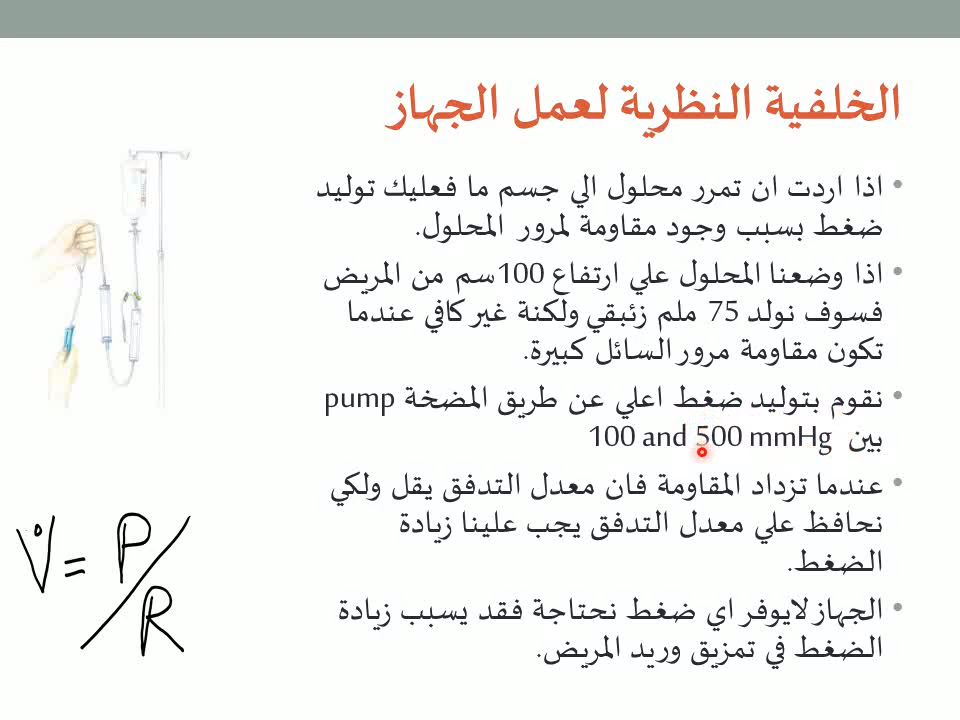 الخلفية النظرية لعمل الجهاز
• اذا اردت ان تمرر محلول الي جسم ما فعليك توليد
ضغط بسبب وجود مقاومة لمرور المحلول.
• اذا وضعنا المحلول علي ارتفاع 100سم من المريض
فسوف نولد 75 ملم زئبقي ولكنة غير كافي عندما
تكون مقاومة مرور السائل كبيرة.
• نقوم بتوليد ضغط اعلي عن طريق المضخة pump
بين 100 and 500 mmHg
• عندما تزداد المقاومة فان معدل التدفق يقل ولكي
نحافظ علي معدل التدفق يجب علينا زيادة
الضغط.
• الجهاز لايوفر اي ضغط نحتاجة فقد يسبب زيادة
الضغط في تمزيق وريد المريض.
V̇ = P/R